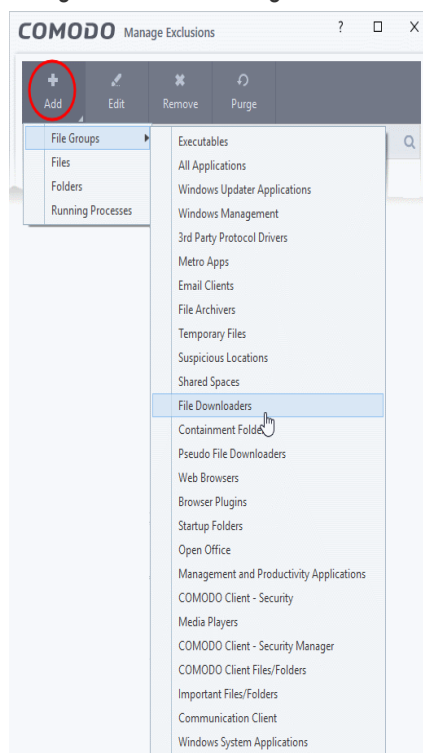 COMODO Manage Exclusions ? X
Add Edit Remove Purge
File Groups
Files
Folders
Running Processes
Executables
All Applications
Windows Updater Applications
Windows Management
3rd Party Protocol Drivers
Metro Apps
Email Clients
File Archivers
Temporary Files
Suspicious Locations
Shared Spaces
File Downloaders
Containment Folde
Pseudo File Downloaders
Web Browsers
Browser Plugins
Startup Folders
Open Office
Management and Productivity Applications
COMODO Client - Security
Media Players
COMODO Client - Security Manager
COMODO Client Files/Folders
Important Files/Folders
Communication Client
Windows System Applications